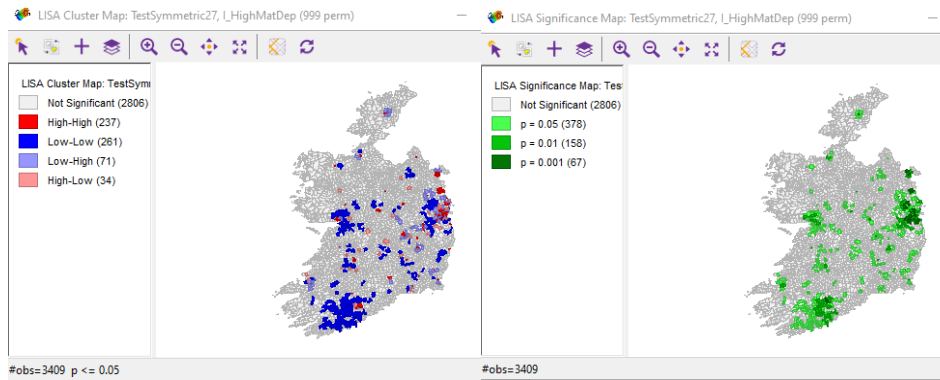 LISA Cluster Map: TestSymmetric27, I_HighMatDep (999 perm)
LISA Cluster Map: TestSymm
Not Significant (2806)
High-High (237)
Low-Low (261)
Low-High (71)
High-Low (34)
#obs=3409 p <= 0.05
LISA Significance Map: TestSymmetric27, I_HighMatDep (999 perm)
LISA Significance Map: Tes
Not Significant (2806)
p = 0.05 (378)
p = 0.01 (158)
p = 0.001 (67)
#obs=3409